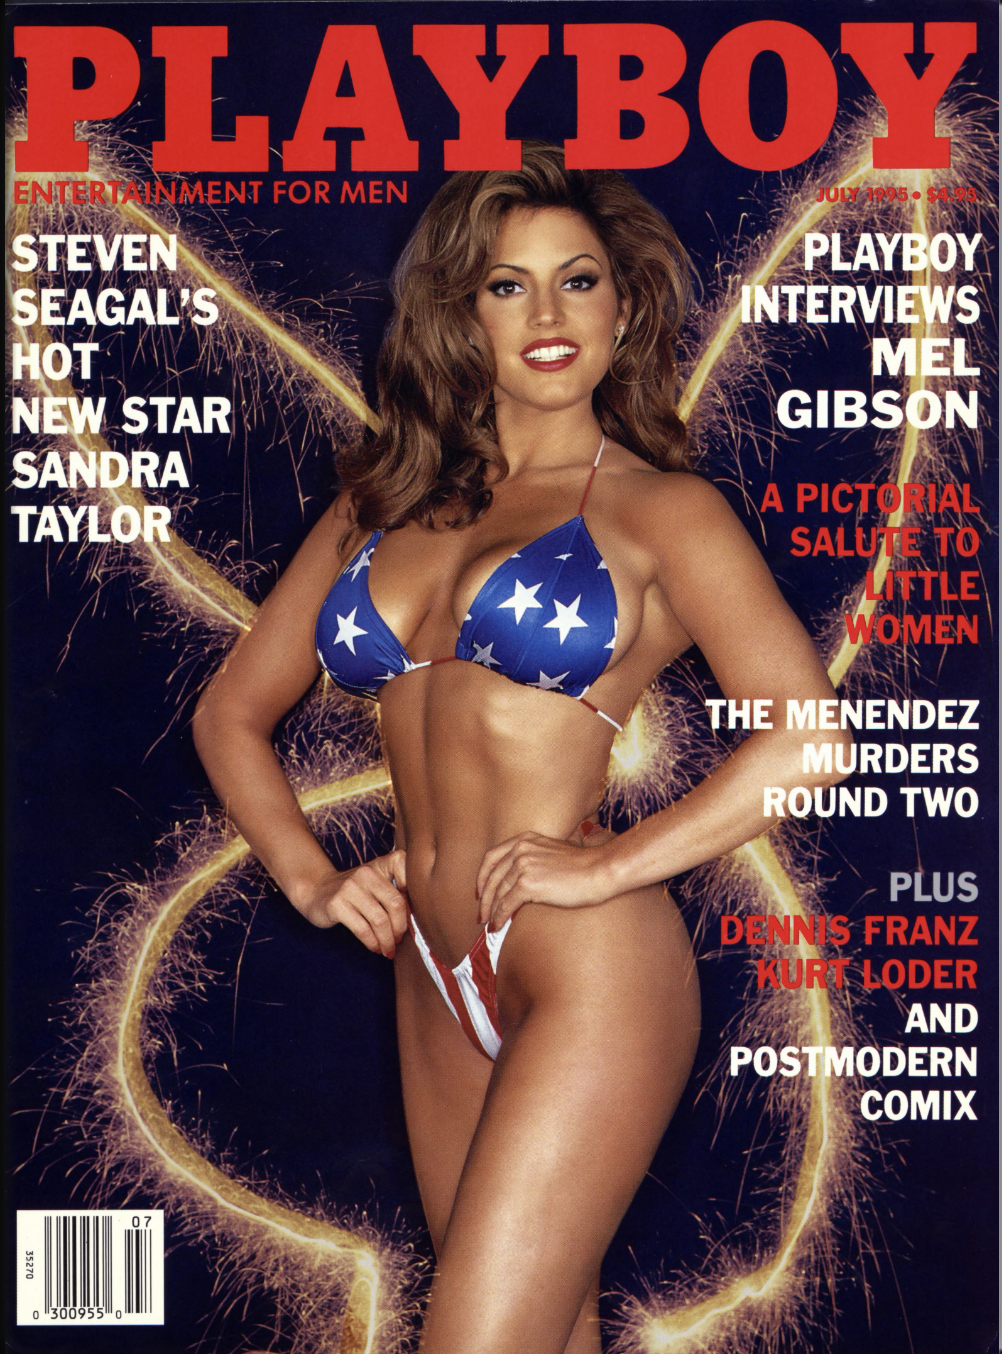 PLAYBOY
ENTERTAINMENT FOR MEN
JULY 1995 • $4.95
STEVEN
SEAGAL'S
HOT
NEW STAR
SANDRA
TAYLOR
PLAYBOY
INTERVIEWS
MEL
GIBSON
A PICTORIAL
SALUTE TO
LITTLE
WOMEN
THE MENENDEZ
MURDERS
ROUND TWO
PLUS
DENNIS FRANZ
KURT LODER
AND
POSTMODERN
COMIX
07
35270
0 300955 0